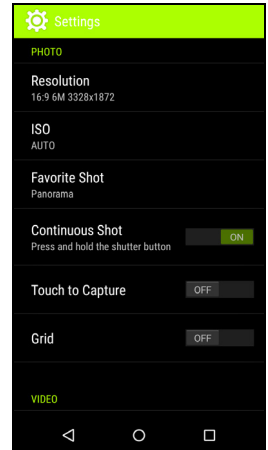 Settings
PHOTO
Resolution
16:9 6M 3328x1872
ISO
AUTO
Favorite Shot
Panorama
Continuous Shot
Press and hold the shutter button
ON
Touch to Capture
OFF
Grid
OFF
VIDEO